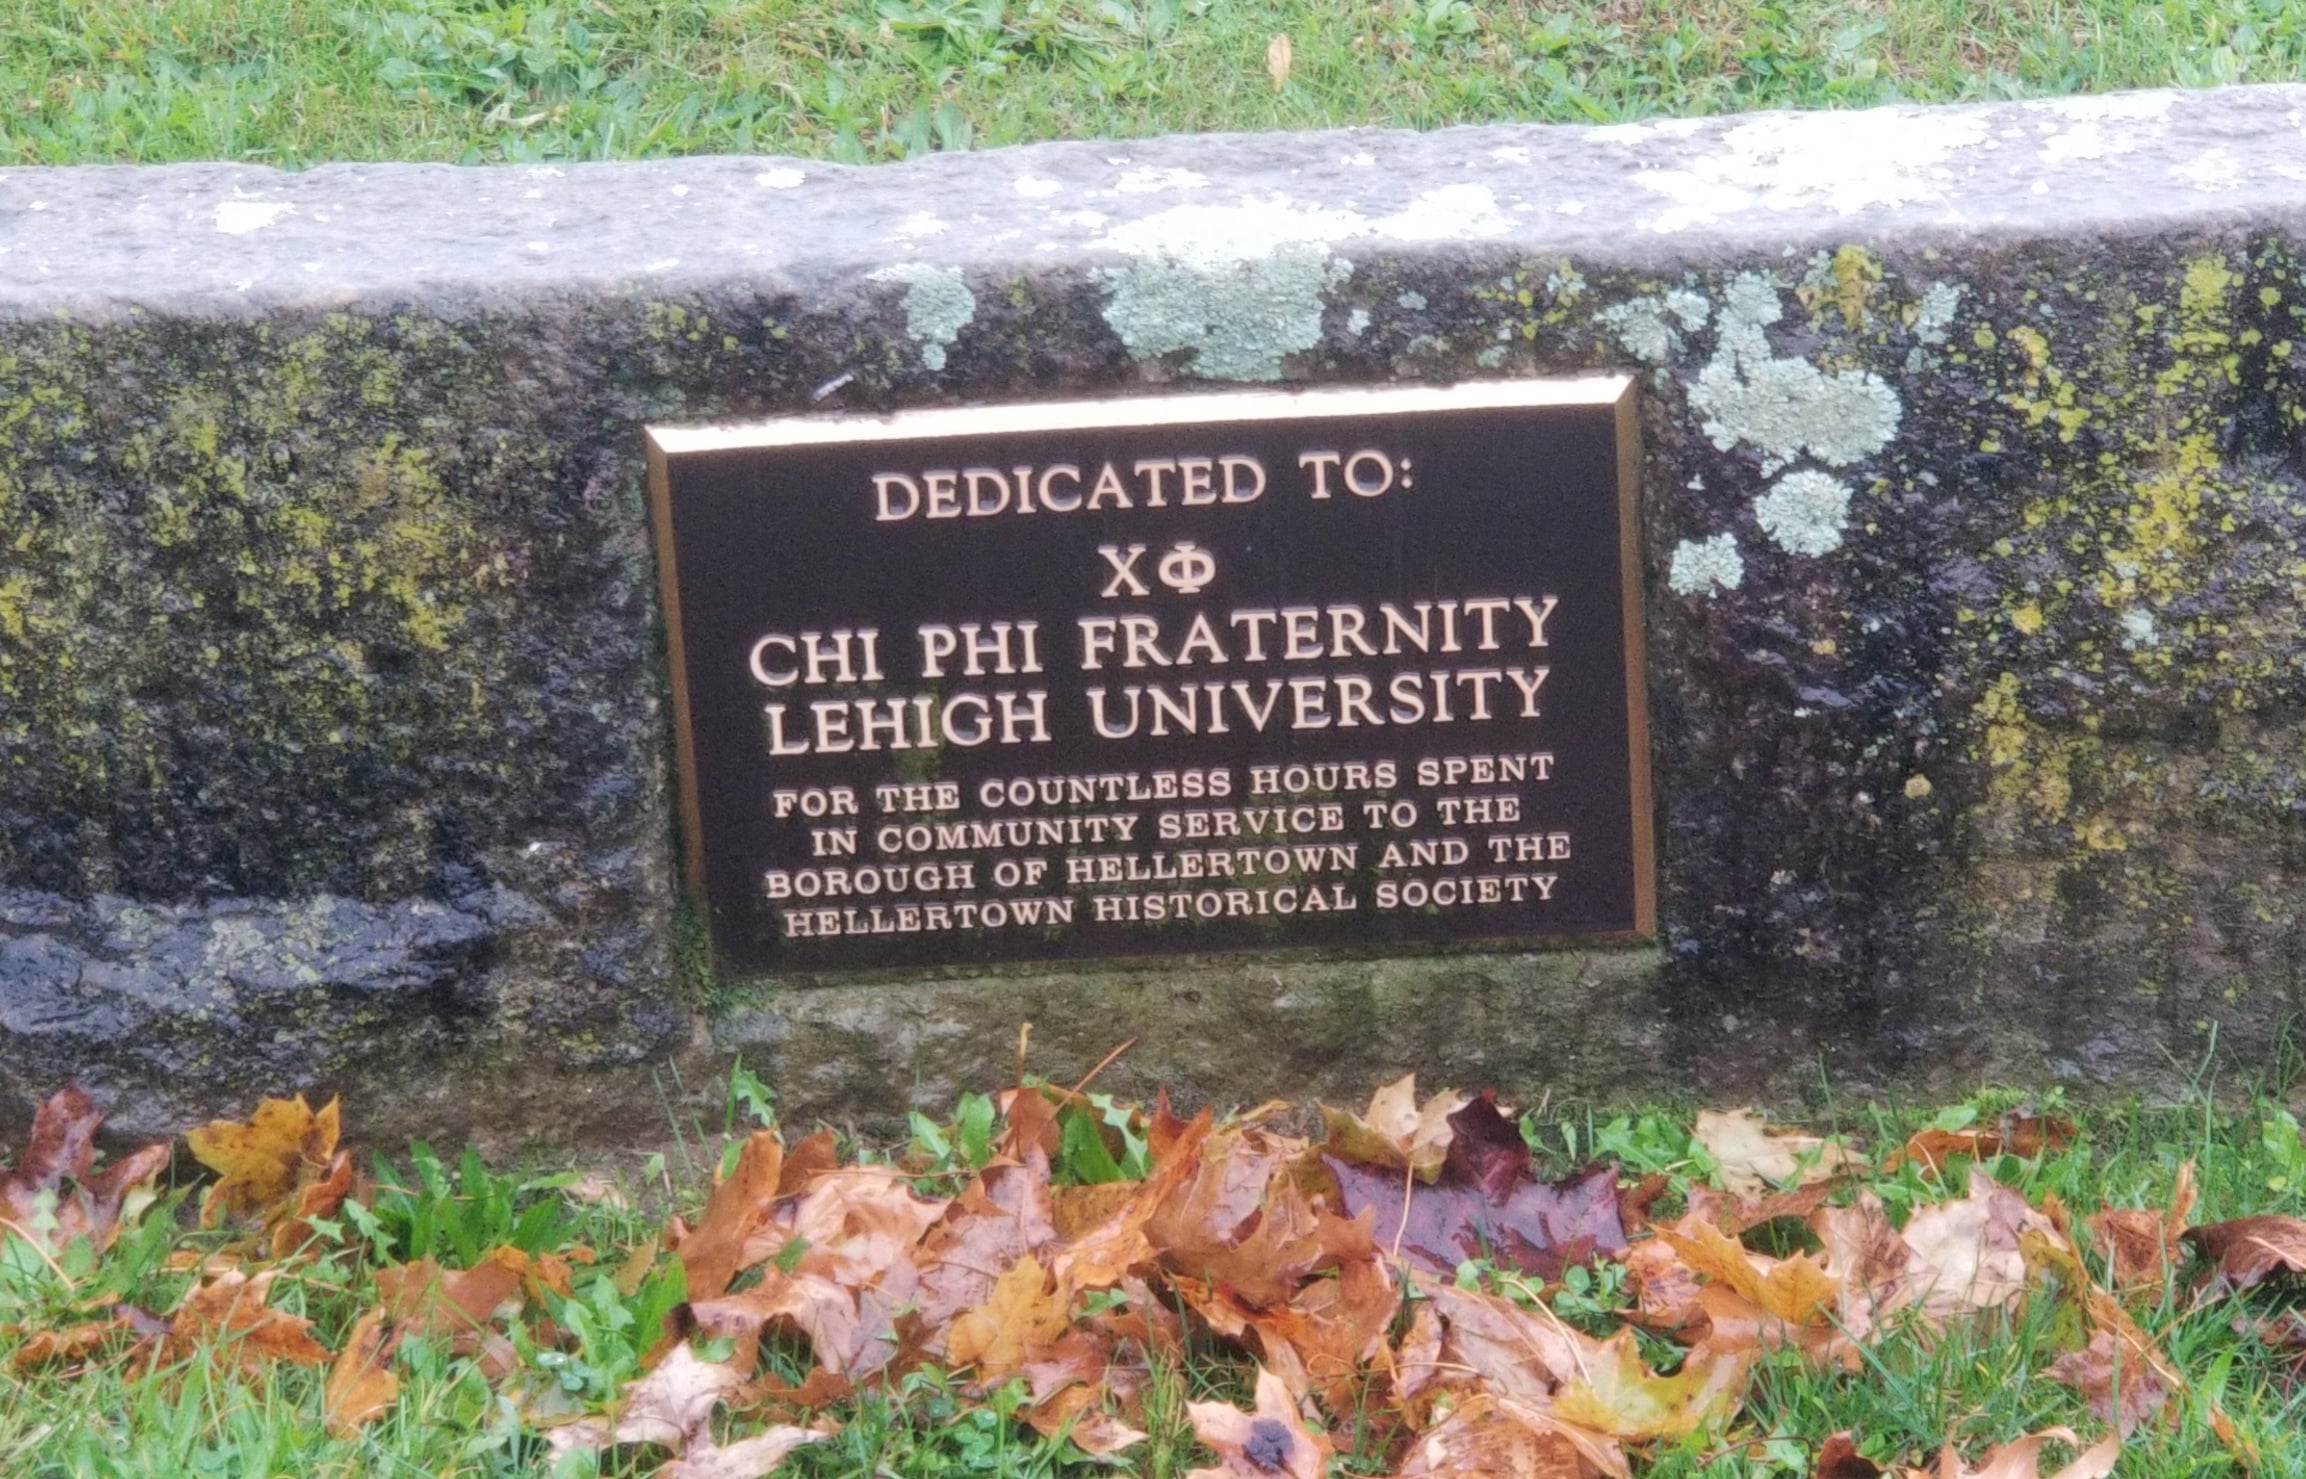 DEDICATED TO:
ΧΦ
CHI PHI FRATERNITY
LEHIGH UNIVERSITY
FOR THE COUNTLESS HOURS SPENT
IN COMMUNITY SERVICE TO THE
BOROUGH OF HELLERTOWN AND THE
HELLERTOWN HISTORICAL SOCIETY